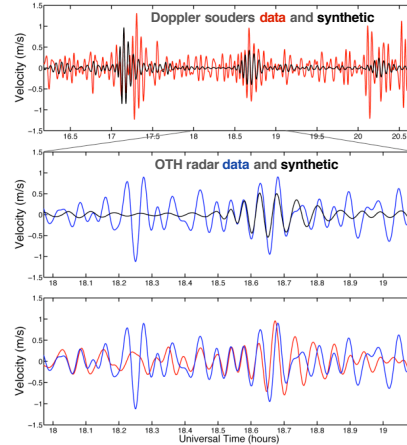 Doppler souders data and synthetic
Velocity (m/s)
1.5
1
0.5
0
−0.5
−1
−1.5
16.5 17 17.5 18 18.5 19 19.5 20 20.5
OTH radar data and synthetic
Velocity (m/s)
1.5
1
0.5
0
−0.5
−1
−1.5
18 18.1 18.2 18.3 18.4 18.5 18.6 18.7 18.8 18.9 19
Velocity (m/s)
1.5
1
0.5
0
−0.5
−1
−1.5
18 18.1 18.2 18.3 18.4 18.5 18.6 18.7 18.8 18.9 19
Universal Time (hours)